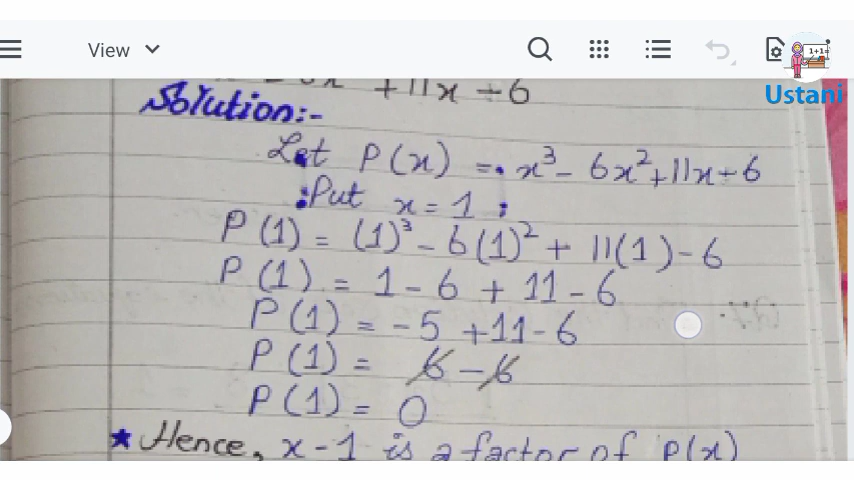 View
1+1=
Ustani
+11x - 6
Solution:-
Let P(x) = x³ - 6x² + 11x - 6
:Put x = 1 ;
P(1) = (1)³ - 6(1)² + 11(1) - 6
P(1) = 1 - 6 + 11 - 6
P(1) = -5 + 11 - 6
P(1) = 6 - 6
P(1) = 0
★ Hence, x - 1 is a factor of P(x)